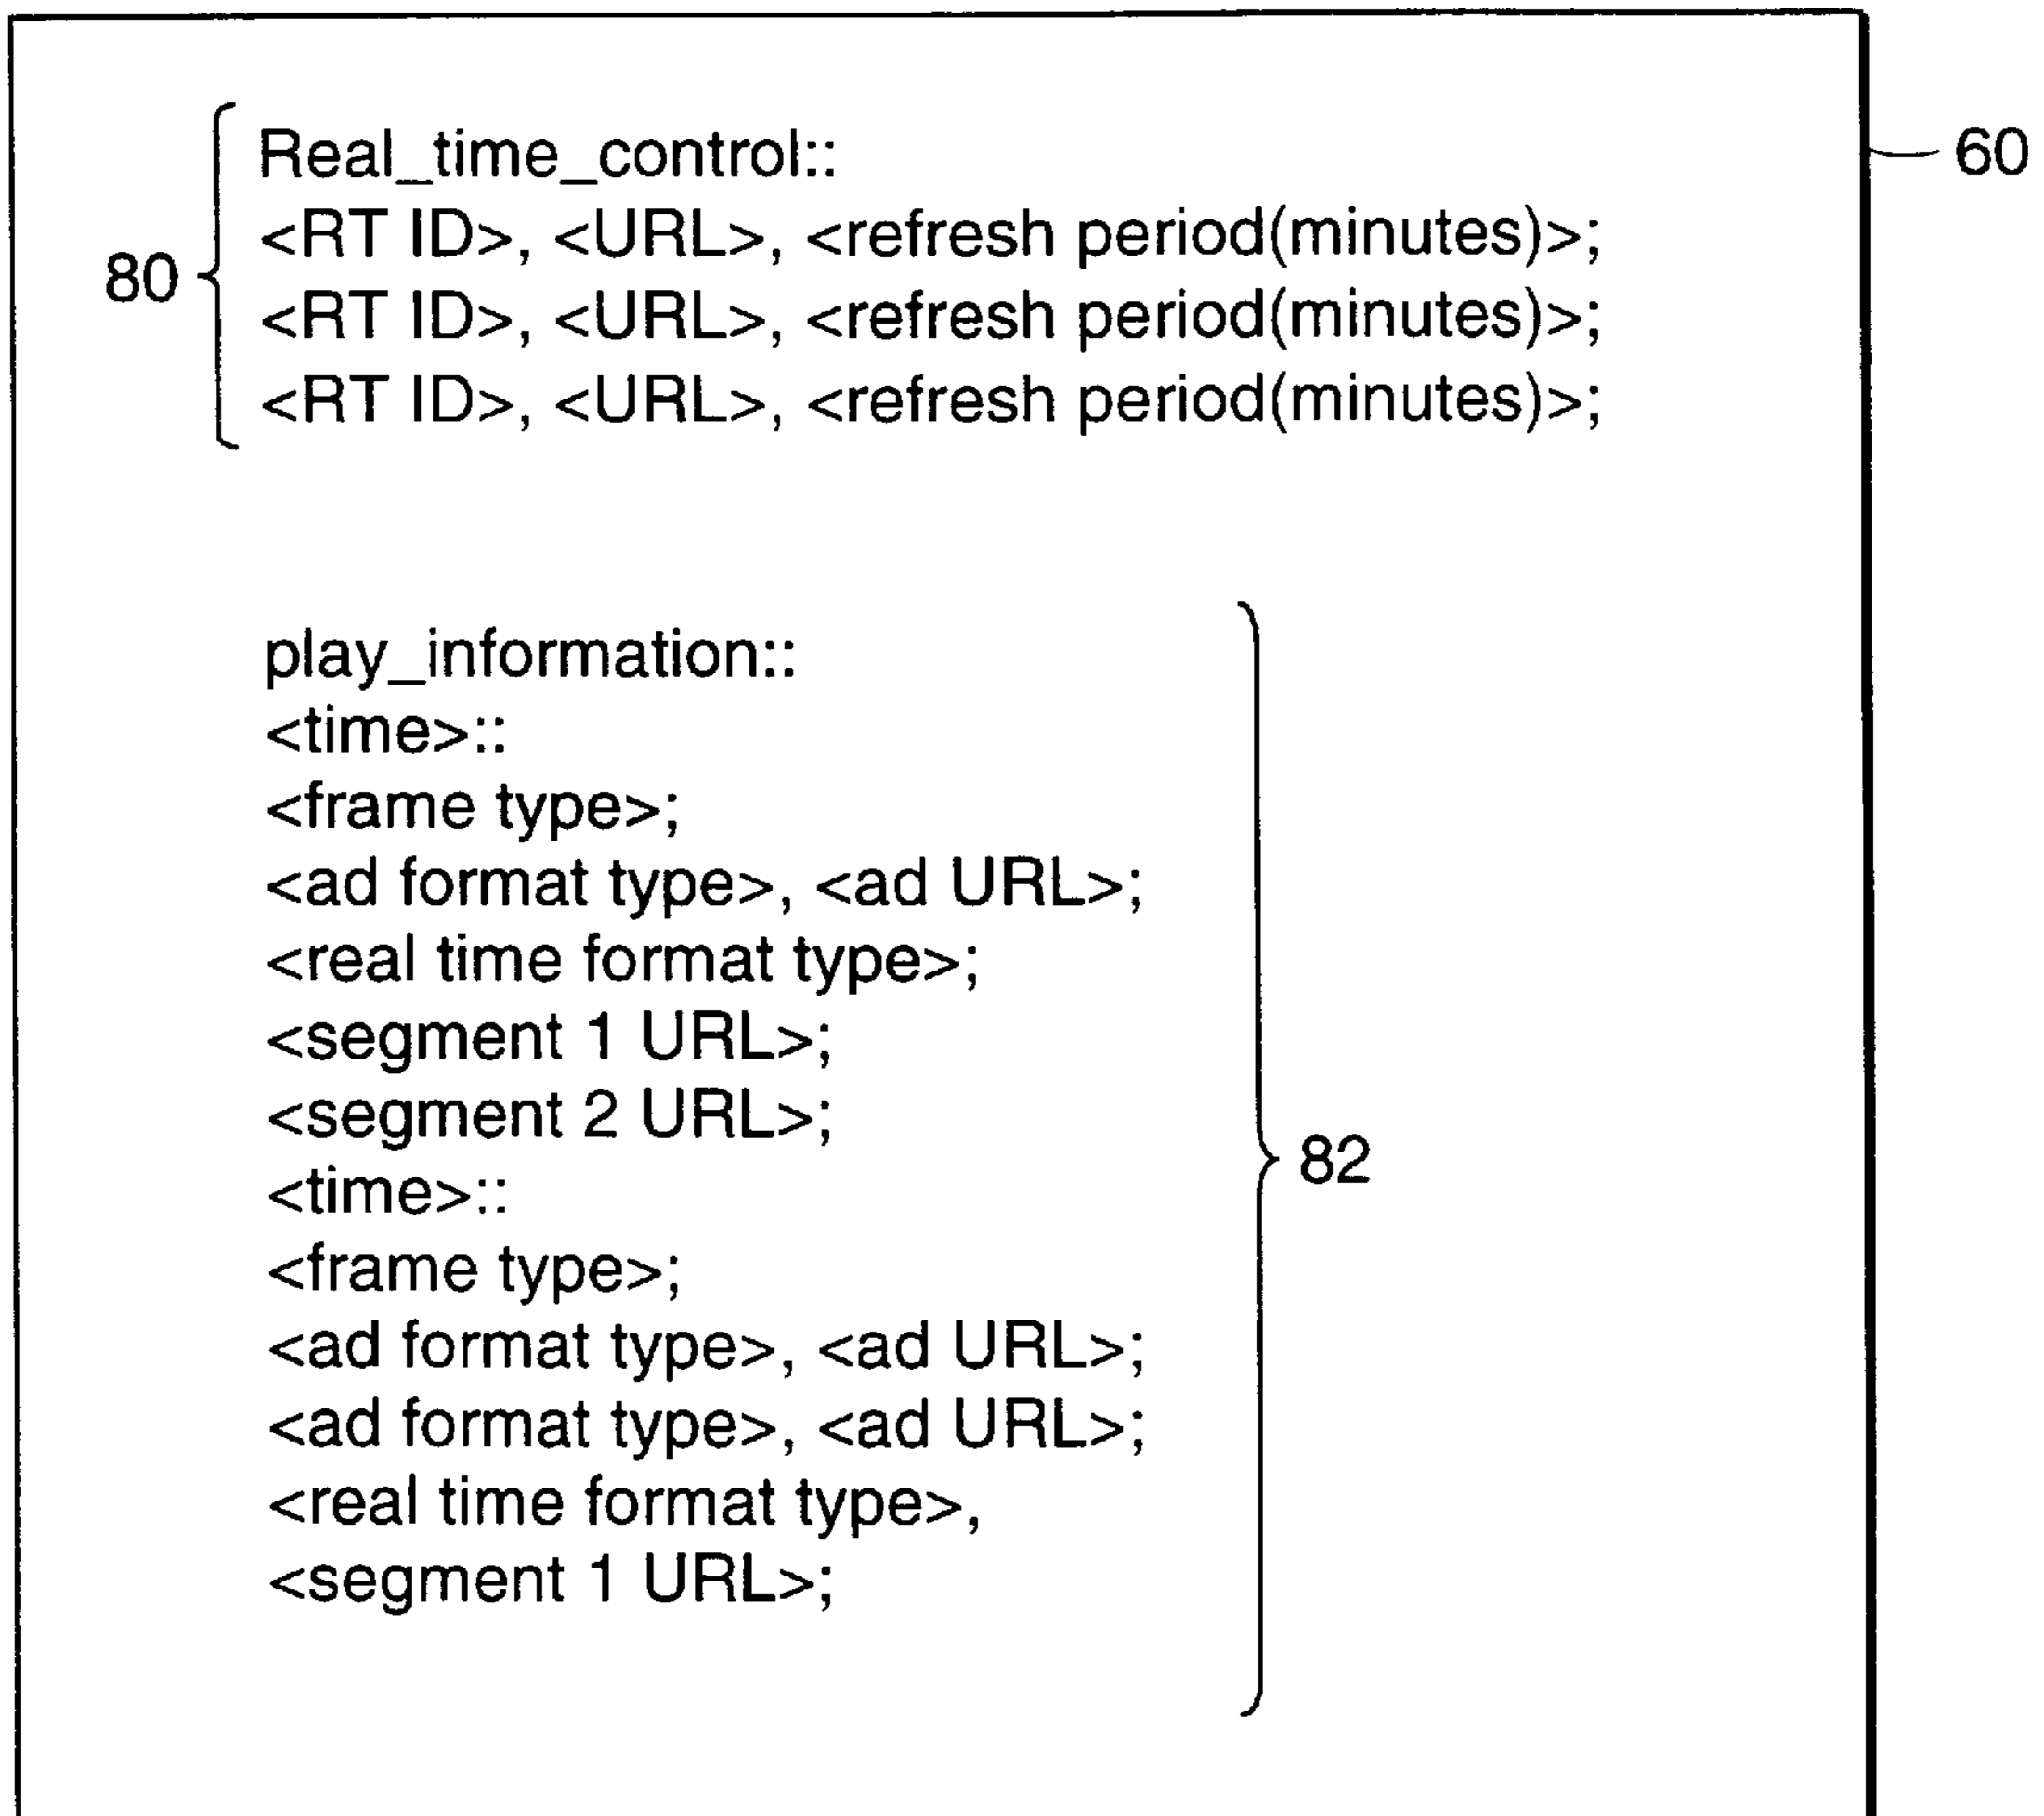 Real_time_control::
60
<RT ID>, <URL>, <refresh period(minutes)>;
80
<RT ID>, <URL>, <refresh period(minutes)>;
<RT ID>, <URL>, <refresh period(minutes)>;
play_information::
<time>::
<frame type>;
<ad format type>, <ad URL>;
<real time format type>;
<segment 1 URL>;
<segment 2 URL>;
82
<time>::
<frame type>;
<ad format type>, <ad URL>;
<ad format type>, <ad URL>;
<real time format type>,
<segment 1 URL>;